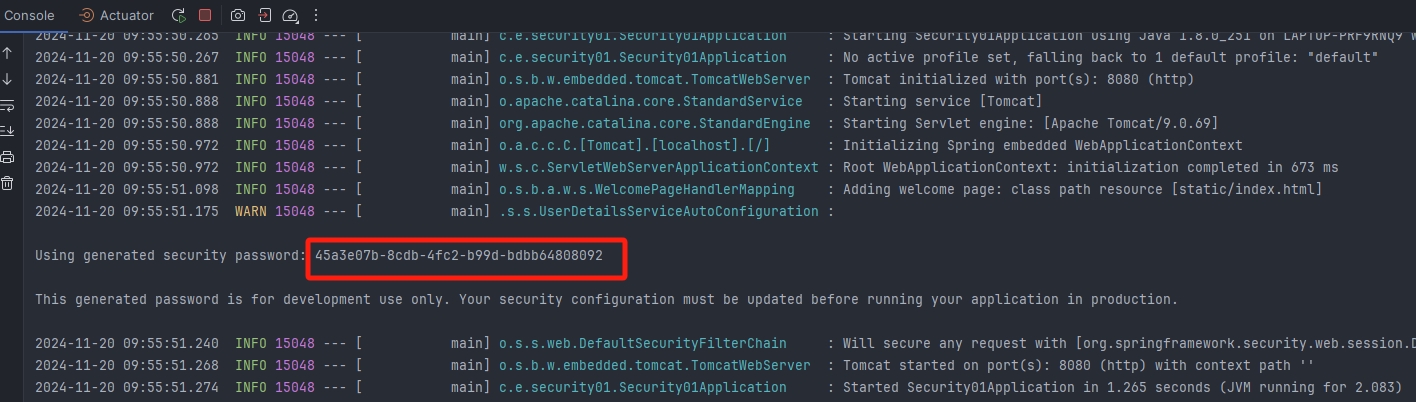 Console Actuator
2024-11-20 09:55:50.265  INFO 15048 --- [           main] c.e.security01.Security01Application     : Starting Security01Application using Java 1.8.0_251 on LAPTOP-PRF9RNQ9
2024-11-20 09:55:50.267  INFO 15048 --- [           main] c.e.security01.Security01Application     : No active profile set, falling back to 1 default profile: "default"
2024-11-20 09:55:50.881  INFO 15048 --- [           main] o.s.b.w.embedded.tomcat.TomcatWebServer  : Tomcat initialized with port(s): 8080 (http)
2024-11-20 09:55:50.888  INFO 15048 --- [           main] o.apache.catalina.core.StandardService   : Starting service [Tomcat]
2024-11-20 09:55:50.888  INFO 15048 --- [           main] org.apache.catalina.core.StandardEngine  : Starting Servlet engine: [Apache Tomcat/9.0.69]
2024-11-20 09:55:50.972  INFO 15048 --- [           main] o.a.c.c.C.[Tomcat].[localhost].[/]       : Initializing Spring embedded WebApplicationContext
2024-11-20 09:55:50.972  INFO 15048 --- [           main] w.s.c.ServletWebServerApplicationContext : Root WebApplicationContext: initialization completed in 673 ms
2024-11-20 09:55:51.098  INFO 15048 --- [           main] o.s.b.a.w.s.WelcomePageHandlerMapping    : Adding welcome page: class path resource [static/index.html]
2024-11-20 09:55:51.175  WARN 15048 --- [           main] .s.s.UserDetailsServiceAutoConfiguration :
Using generated security password: 45a3e07b-8cdb-4fc2-b99d-bdbb64808092
This generated password is for development use only. Your security configuration must be updated before running your application in production.
2024-11-20 09:55:51.240  INFO 15048 --- [           main] o.s.s.web.DefaultSecurityFilterChain     : Will secure any request with [org.springframework.security.web.session.D
2024-11-20 09:55:51.268  INFO 15048 --- [           main] o.s.b.w.embedded.tomcat.TomcatWebServer  : Tomcat started on port(s): 8080 (http) with context path ''
2024-11-20 09:55:51.274  INFO 15048 --- [           main] c.e.security01.Security01Application     : Started Security01Application in 1.265 seconds (JVM running for 2.083)